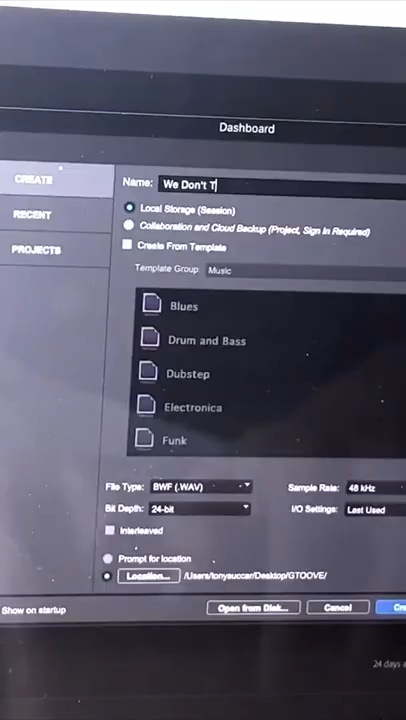 Dashboard
CREATE
RECENT
PROJECTS
Name: We Don't T
Local Storage (Session)
Collaboration and Cloud Backup (Project, Sign In Required)
Create From Template
Template Group: Music
Blues
Drum and Bass
Dubstep
Electronica
Funk
File Type: BWF (.WAV) Sample Rate: 48 kHz
Bit Depth: 24-bit I/O Settings: Last Used
Interleaved
Prompt for location
Location... /Users/tonysuccar/Desktop/GTOOVE/
Show on startup Open from Disk... Cancel Cre
24 days a